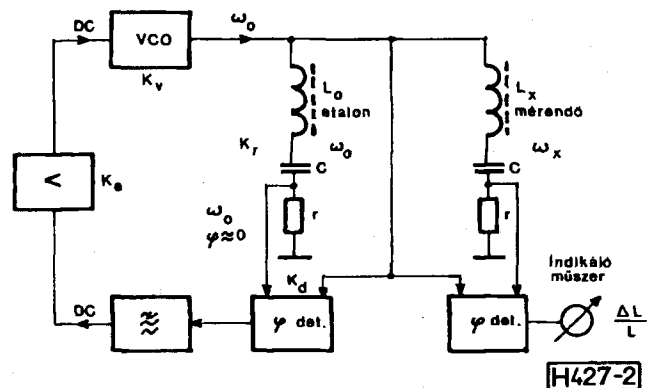 DC
VCO
ω₀
K_v
L₀
etalon
L_x
mérendő
K_r
ω₀
ω_x
C
C
<
K_e
ω₀
φ≈0
r
r
Indikáló
műszer
K_d
DC
φ det.
φ det.
ΔL
L
H427-2